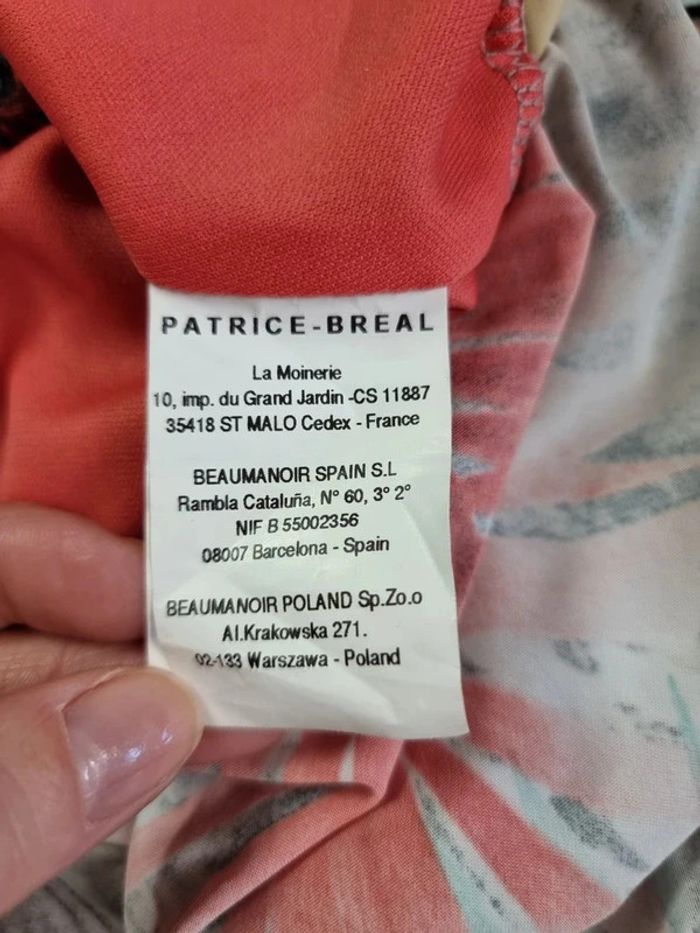 PATRICE-BREAL
La Moinerie
10, imp. du Grand Jardin -CS 11887
35418 ST MALO Cedex - France
BEAUMANOIR SPAIN S.L
Rambla Cataluña, N° 60, 3° 2°
NIF B 55002356
08007 Barcelona - Spain
BEAUMANOIR POLAND Sp.Zo.o
Al.Krakowska 271.
02-133 Warszawa - Poland